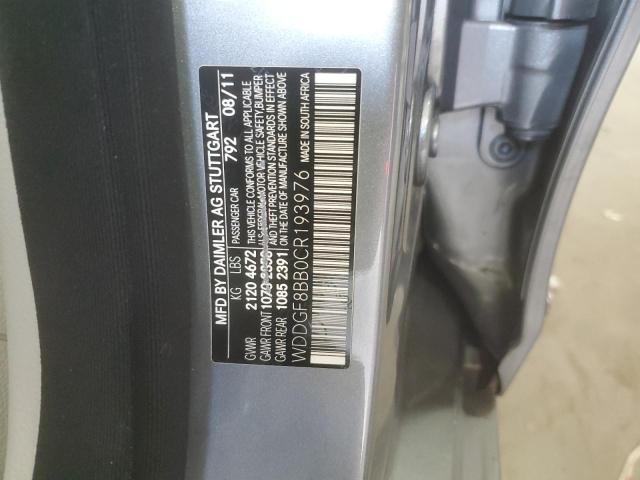 MFD BY DAIMLER AG STUTTGART
PASSENGER CAR 792 08/11
KG LBS
GVWR 2120 4672
GAWR FRONT
GAWR REAR 1085 2391
THIS VEHICLE CONFORMS TO ALL APPLICABLE
U.S. FEDERAL MOTOR VEHICLE SAFETY, BUMPER
AND THEFT PREVENTION STANDARDS IN EFFECT
ON THE DATE OF MANUFACTURE SHOWN ABOVE
WDDGF8BB0CR193976 MADE IN SOUTH AFRICA